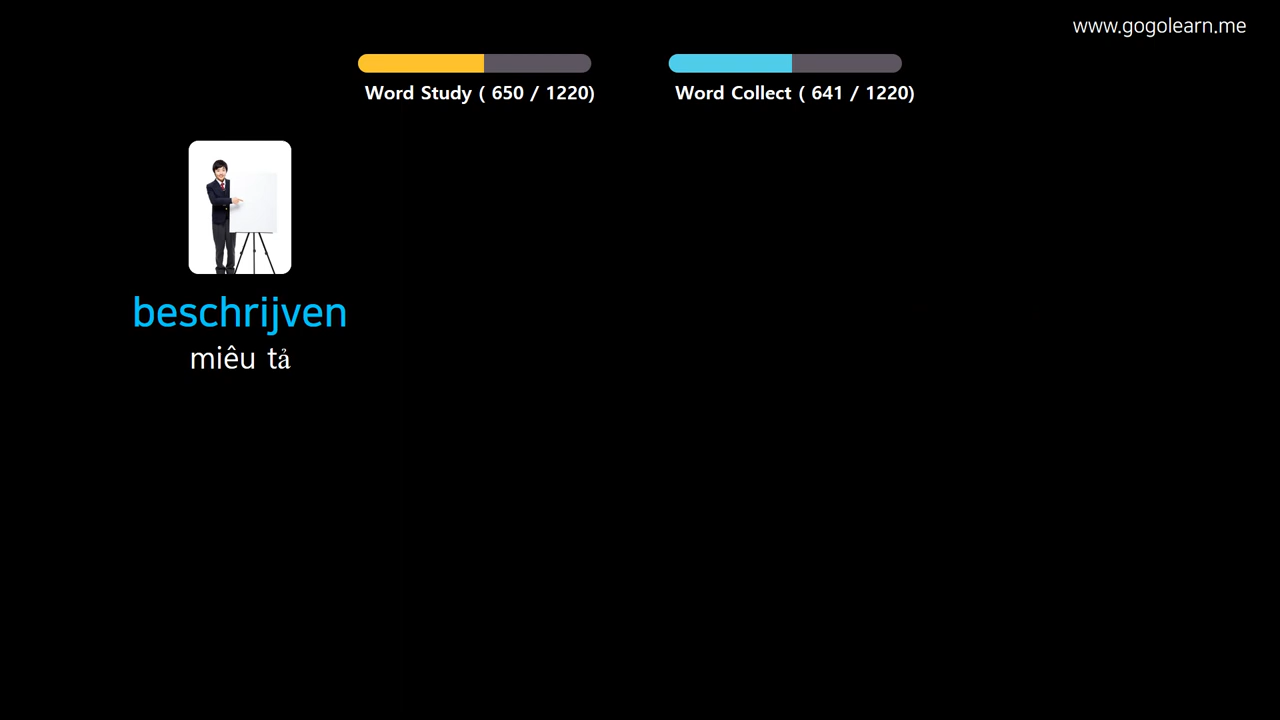 www.gogolearn.me
Word Study ( 650 / 1220)
Word Collect ( 641 / 1220)
beschrijven
miêu tả